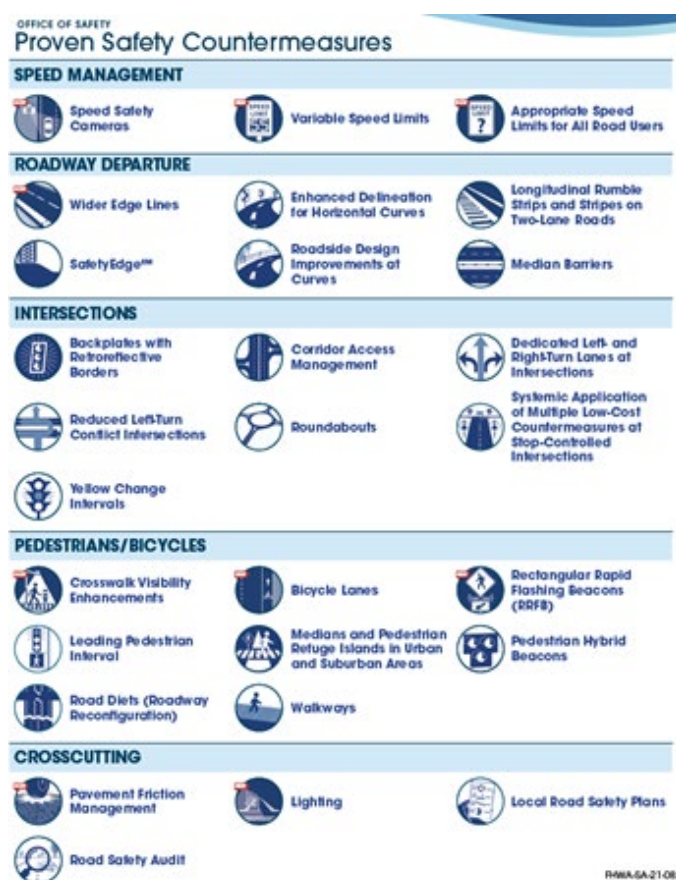 OFFICE OF SAFETY
Proven Safety Countermeasures
SPEED MANAGEMENT
Speed Safety
Cameras
Variable Speed Limits
SPEED
LIMIT
Appropriate Speed
Limits for All Road Users
SPEED
LIMIT
?
ROADWAY DEPARTURE
Wider Edge Lines
Enhanced Delineation
for Horizontal Curves
Longitudinal Rumble
Strips and Stripes on
Two-Lane Roads
SafetyEdge℠
Roadside Design
Improvements at
Curves
Median Barriers
INTERSECTIONS
Backplates with
Retroreflective
Borders
Corridor Access
Management
Dedicated Left- and
Right-Turn Lanes at
Intersections
Reduced Left-Turn
Conflict Intersections
Roundabouts
Systemic Application
of Multiple Low-Cost
Countermeasures at
Stop-Controlled
Intersections
Yellow Change
Intervals
PEDESTRIANS/BICYCLES
Crosswalk Visibility
Enhancements
Bicycle Lanes
Rectangular Rapid
Flashing Beacons
(RRFB)
Leading Pedestrian
Interval
Medians and Pedestrian
Refuge Islands in Urban
and Suburban Areas
Pedestrian Hybrid
Beacons
Road Diets (Roadway
Reconfiguration)
Walkways
CROSSCUTTING
Pavement Friction
Management
Lighting
Local Road Safety Plans
Road Safety Audit
FHWA-SA-21-08